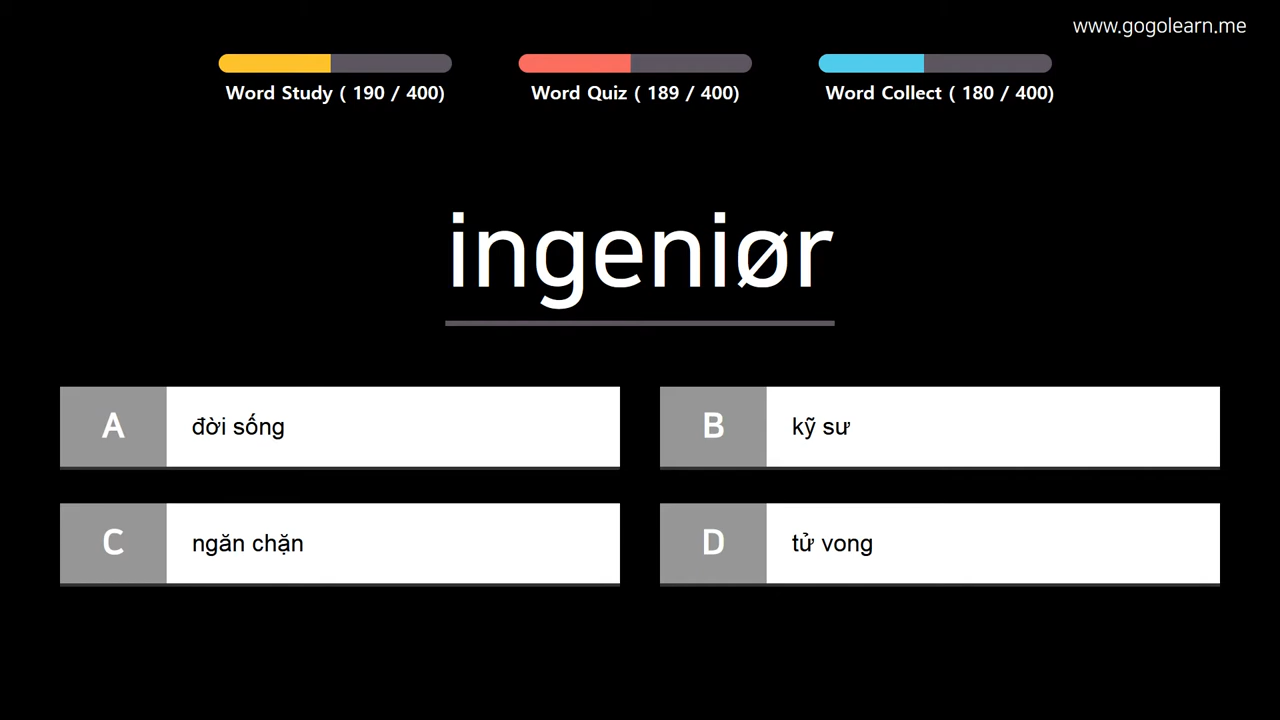 www.gogolearn.me
Word Study ( 190 / 400)
Word Quiz ( 189 / 400)
Word Collect ( 180 / 400)
ingeniør
A đời sống
B kỹ sư
C ngăn chặn
D tử vong